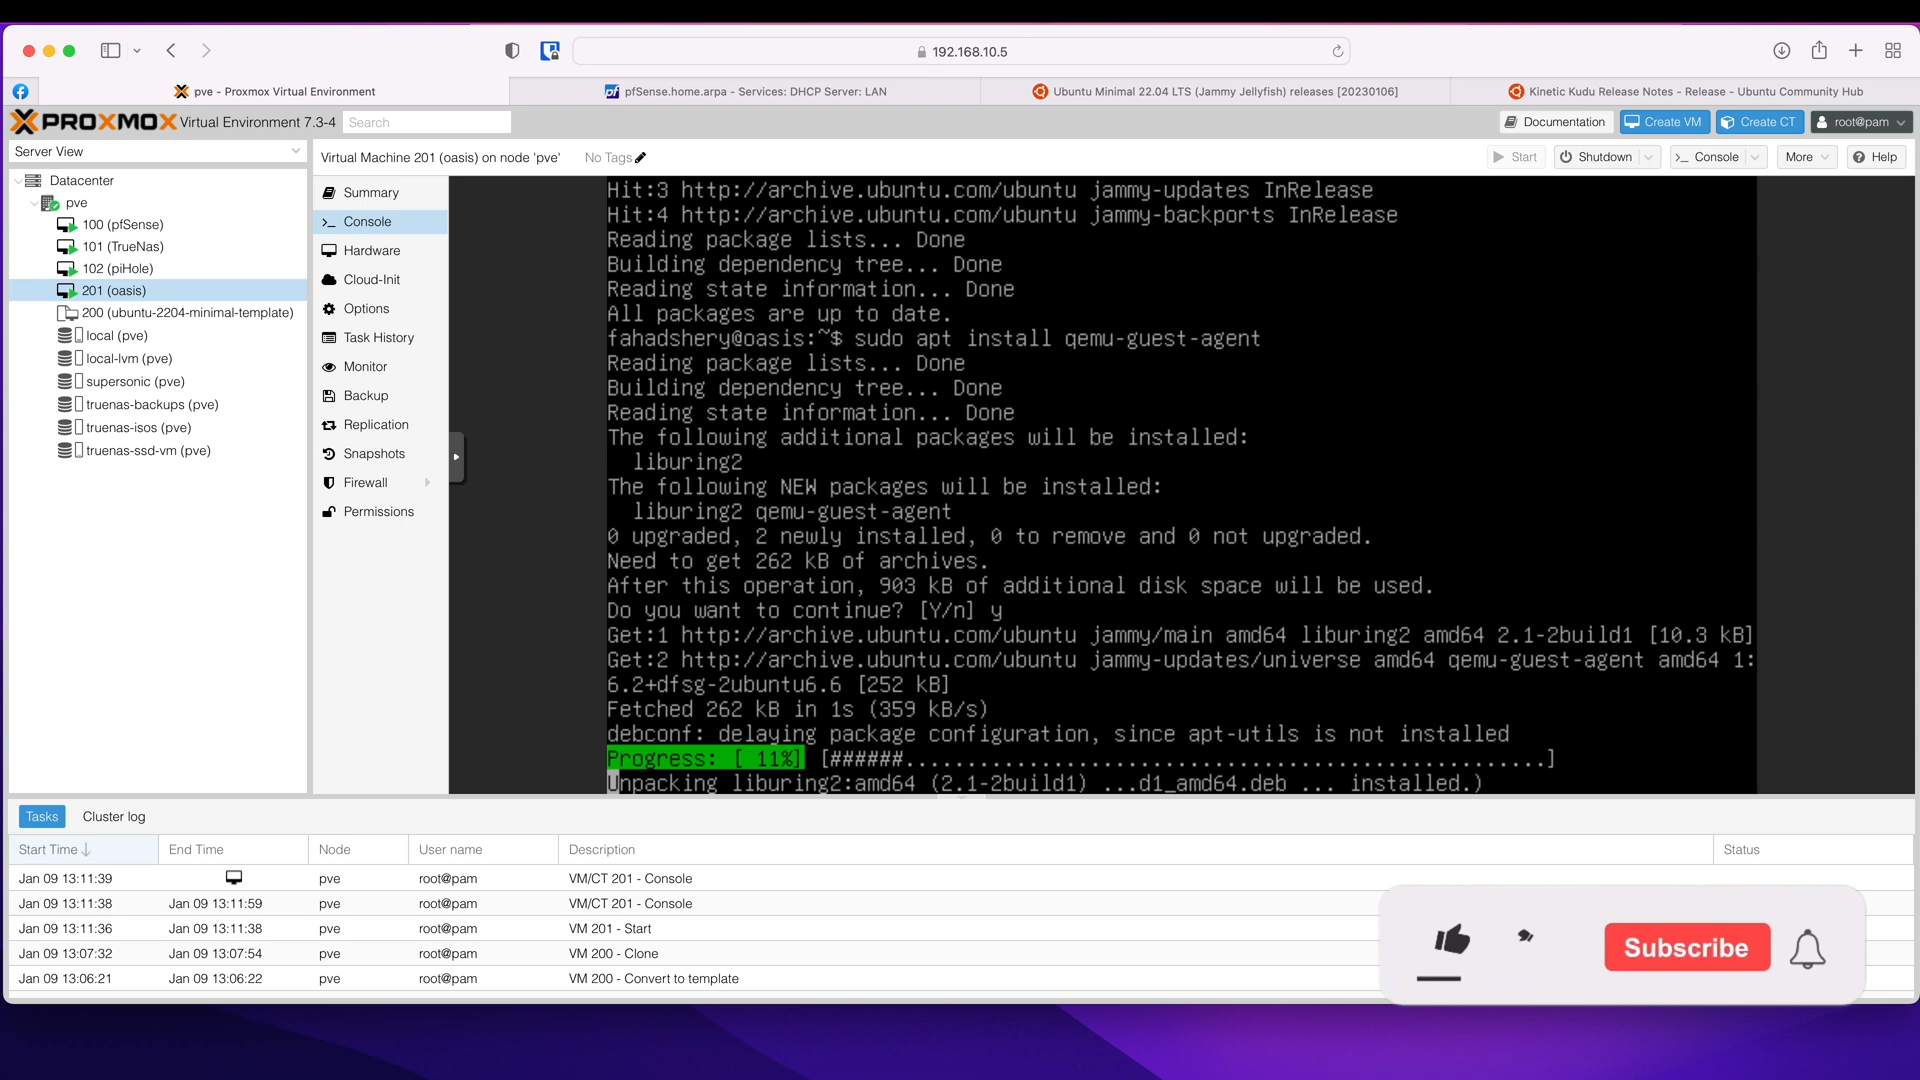 192.168.10.5
pve - Proxmox Virtual Environment
pfSense.home.arpa - Services: DHCP Server: LAN
Ubuntu Minimal 22.04 LTS (Jammy Jellyfish) releases [20230106]
Kinetic Kudu Release Notes - Release - Ubuntu Community Hub
PROXMOX Virtual Environment 7.3-4
Search
Documentation
Create VM
Create CT
root@pam
Server View
Virtual Machine 201 (oasis) on node 'pve'
No Tags
Start
Shutdown
Console
More
Help
Datacenter
pve
100 (pfSense)
101 (TrueNas)
102 (piHole)
201 (oasis)
200 (ubuntu-2204-minimal-template)
local (pve)
local-lvm (pve)
supersonic (pve)
truenas-backups (pve)
truenas-isos (pve)
truenas-ssd-vm (pve)
Summary
Console
Hardware
Cloud-Init
Options
Task History
Monitor
Backup
Replication
Snapshots
Firewall
Permissions
Hit:3 http://archive.ubuntu.com/ubuntu jammy-updates InRelease
Hit:4 http://archive.ubuntu.com/ubuntu jammy-backports InRelease
Reading package lists... Done
Building dependency tree... Done
Reading state information... Done
All packages are up to date.
fahadshery@oasis:~$ sudo apt install qemu-guest-agent
Reading package lists... Done
Building dependency tree... Done
Reading state information... Done
The following additional packages will be installed:
liburing2
The following NEW packages will be installed:
liburing2 qemu-guest-agent
0 upgraded, 2 newly installed, 0 to remove and 0 not upgraded.
Need to get 262 kB of archives.
After this operation, 903 kB of additional disk space will be used.
Do you want to continue? [Y/n] y
Get:1 http://archive.ubuntu.com/ubuntu jammy/main amd64 liburing2 amd64 2.1-2build1 [10.3 kB]
Get:2 http://archive.ubuntu.com/ubuntu jammy-updates/universe amd64 qemu-guest-agent amd64 1:
6.2+dfsg-2ubuntu6.6 [252 kB]
Fetched 262 kB in 1s (359 kB/s)
debconf: delaying package configuration, since apt-utils is not installed
Progress: [ 11%] [######....................................................]
Unpacking liburing2:amd64 (2.1-2build1) ...d1_amd64.deb ... installed.)
Tasks
Cluster log
Start Time
End Time
Node
User name
Description
Status
Jan 09 13:11:39 pve root@pam VM/CT 201 - Console
Jan 09 13:11:38 Jan 09 13:11:59 pve root@pam VM/CT 201 - Console
Jan 09 13:11:36 Jan 09 13:11:38 pve root@pam VM 201 - Start
Jan 09 13:07:32 Jan 09 13:07:54 pve root@pam VM 200 - Clone
Jan 09 13:06:21 Jan 09 13:06:22 pve root@pam VM 200 - Convert to template
Subscribe